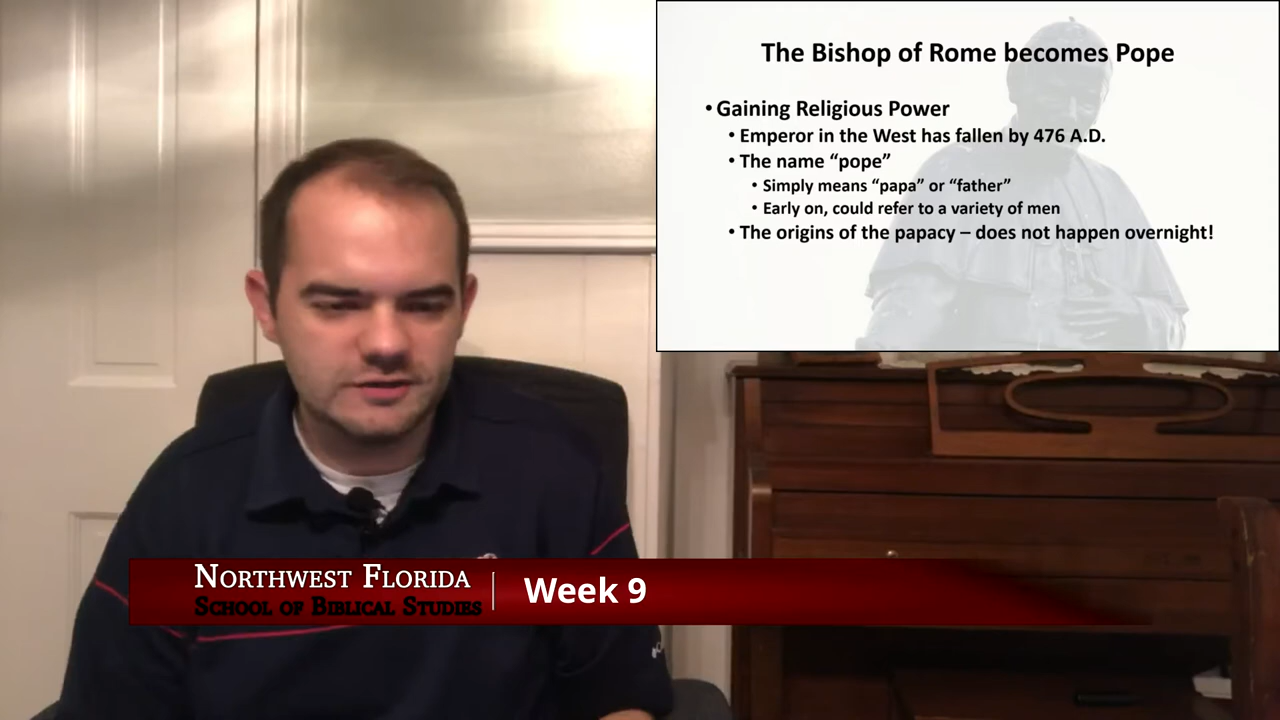 The Bishop of Rome becomes Pope
• Gaining Religious Power
• Emperor in the West has fallen by 476 A.D.
• The name “pope”
• Simply means “papa” or “father”
• Early on, could refer to a variety of men
• The origins of the papacy – does not happen overnight!
Northwest Florida
School of Biblical Studies
Week 9